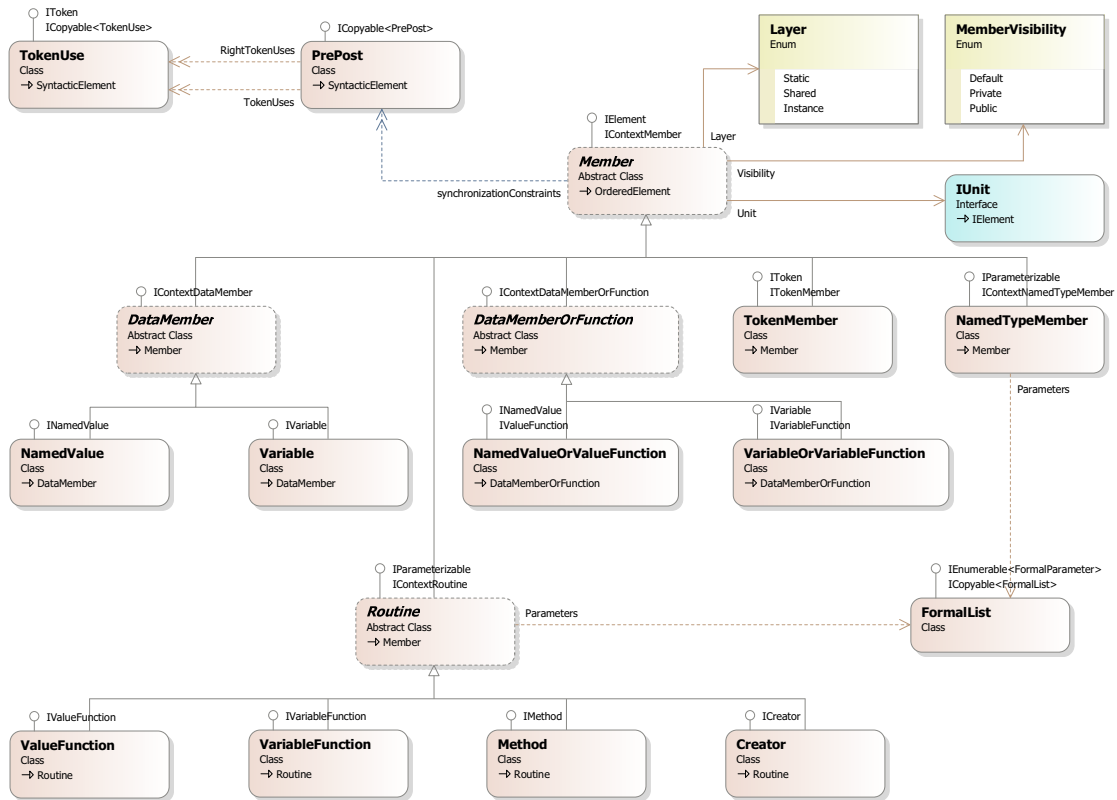 IToken
ICopyable<TokenUse>
TokenUse
Class
SyntacticElement
RightTokenUses
TokenUses
ICopyable<PrePost>
PrePost
Class
SyntacticElement
Layer
Enum
Static
Shared
Instance
MemberVisibility
Enum
Default
Private
Public
IElement
IContextMember
Layer
Member
Abstract Class
OrderedElement
synchronizationConstraints
Visibility
Unit
IUnit
Interface
IElement
IContextDataMember
DataMember
Abstract Class
Member
IContextDataMemberOrFunction
DataMemberOrFunction
Abstract Class
Member
IToken
ITokenMember
TokenMember
Class
Member
IParameterizable
IContextNamedTypeMember
NamedTypeMember
Class
Member
Parameters
INamedValue
NamedValue
Class
DataMember
IVariable
Variable
Class
DataMember
INamedValue
IValueFunction
NamedValueOrValueFunction
Class
DataMemberOrFunction
IVariable
IVariableFunction
VariableOrVariableFunction
Class
DataMemberOrFunction
IParameterizable
IContextRoutine
Routine
Abstract Class
Member
Parameters
IEnumerable<FormalParameter>
ICopyable<FormalList>
FormalList
Class
IValueFunction
ValueFunction
Class
Routine
IVariableFunction
VariableFunction
Class
Routine
IMethod
Method
Class
Routine
ICreator
Creator
Class
Routine